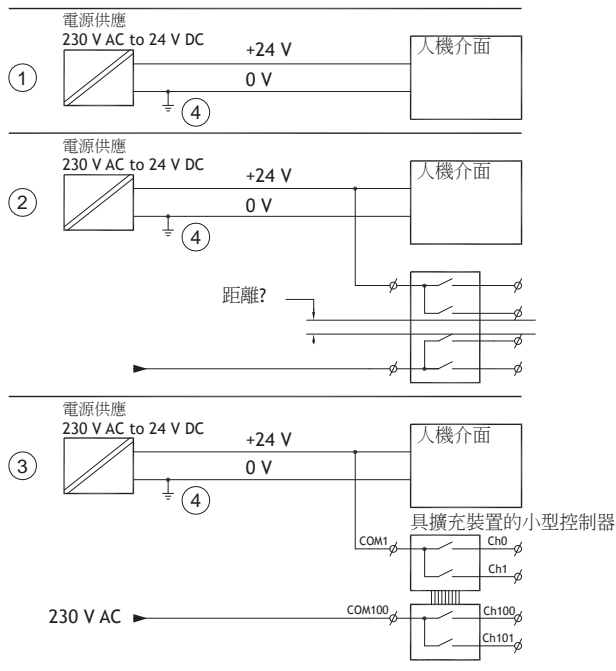 電源供應
230 V AC to 24 V DC
+24 V
人機介面
1
0 V
4
電源供應
230 V AC to 24 V DC
+24 V
人機介面
2
0 V
4
距離?
電源供應
230 V AC to 24 V DC
+24 V
人機介面
3
0 V
4
具擴充裝置的小型控制器
COM1
Ch0
Ch1
230 V AC
COM100
Ch100
Ch101